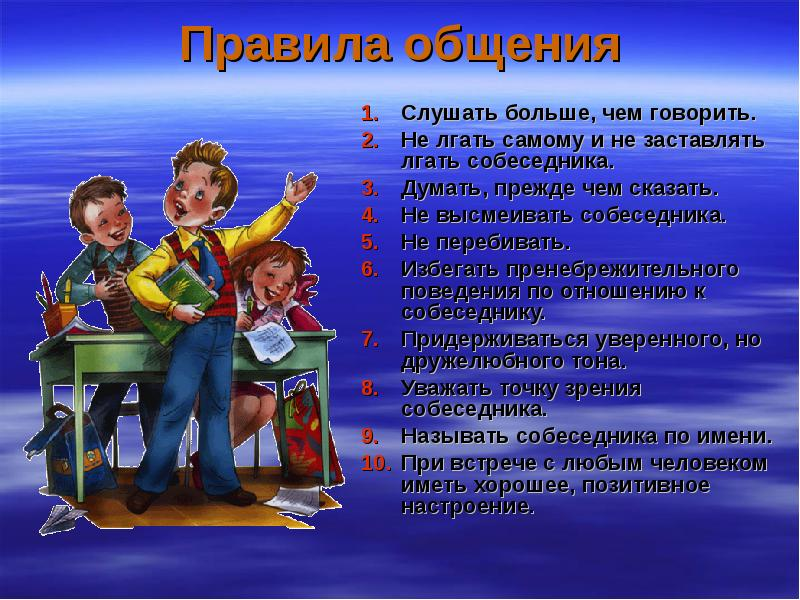 Правила общения
1. Слушать больше, чем говорить.
2. Не лгать самому и не заставлять
лгать собеседника.
3. Думать, прежде чем сказать.
4. Не высмеивать собеседника.
5. Не перебивать.
6. Избегать пренебрежительного
поведения по отношению к
собеседнику.
7. Придерживаться уверенного, но
дружелюбного тона.
8. Уважать точку зрения
собеседника.
9. Называть собеседника по имени.
10. При встрече с любым человеком
иметь хорошее, позитивное
настроение.